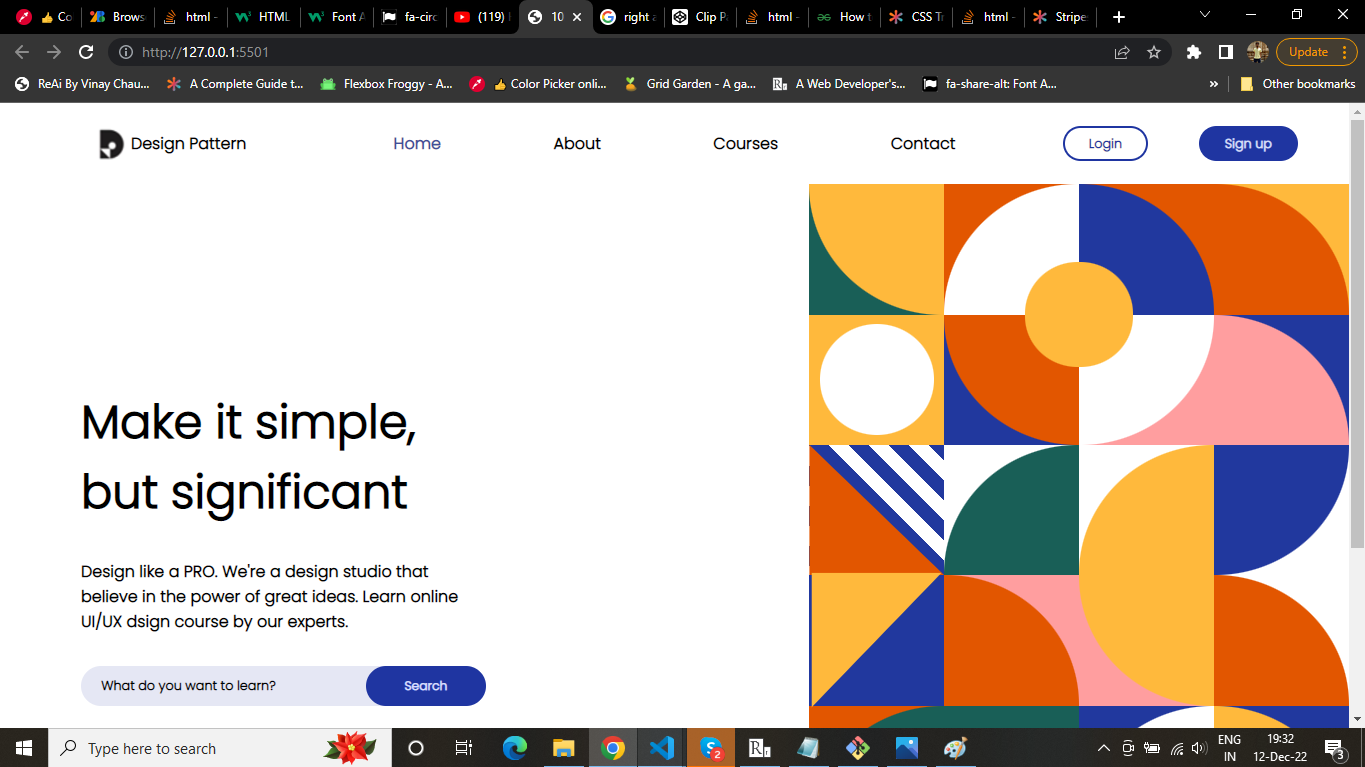 Co
Brows
html -
HTML
Font A
fa-circ
(119)
10
right a
Clip P
html -
How t
CSS Tr
html -
Stripe
http://127.0.0.1:5501
Update
ReAi By Vinay Chau...
A Complete Guide t...
Flexbox Froggy - A...
Color Picker onli...
Grid Garden - A ga...
A Web Developer's...
fa-share-alt: Font A...
»
Other bookmarks
Design Pattern
Home
About
Courses
Contact
Login
Sign up
Make it simple,
but significant
Design like a PRO. We're a design studio that
believe in the power of great ideas. Learn online
UI/UX dsign course by our experts.
What do you want to learn?
Search
Type here to search
2
ENG
IN
19:32
12-Dec-22
3